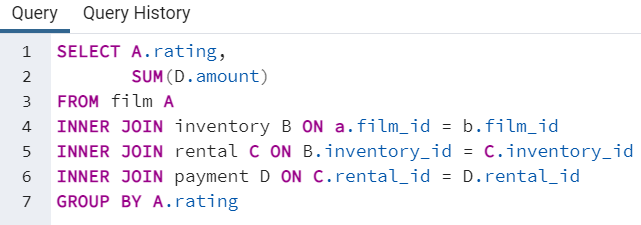 Query Query History
1 SELECT A.rating,
2 SUM(D.amount)
3 FROM film A
4 INNER JOIN inventory B ON a.film_id = b.film_id
5 INNER JOIN rental C ON B.inventory_id = C.inventory_id
6 INNER JOIN payment D ON C.rental_id = D.rental_id
7 GROUP BY A.rating